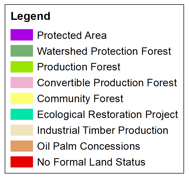 Legend
Protected Area
Watershed Protection Forest
Production Forest
Convertible Production Forest
Community Forest
Ecological Restoration Project
Industrial Timber Production
Oil Palm Concessions
No Formal Land Status